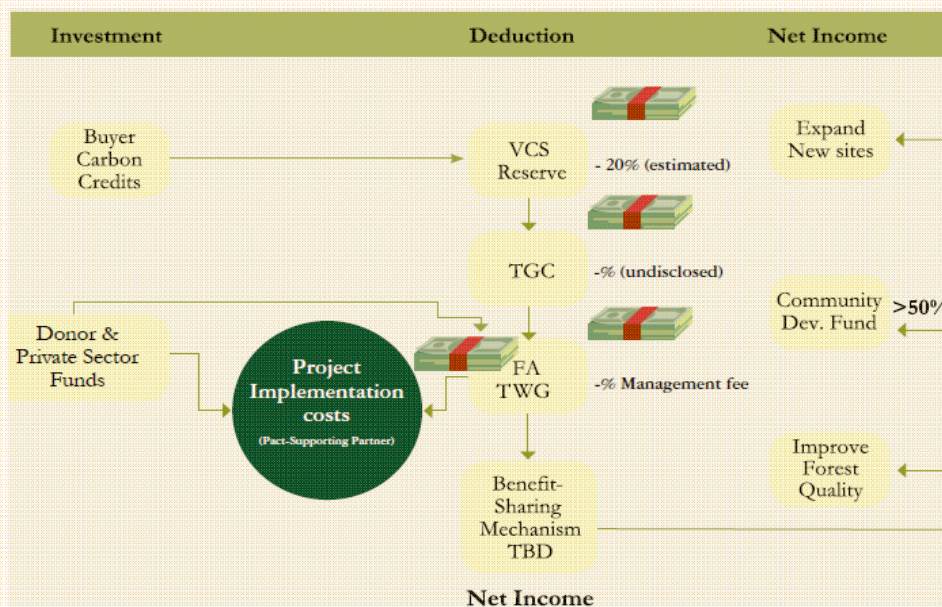 Investment
Deduction
Net Income
Buyer
Carbon
Credits
VCS
Reserve
- 20% (estimated)
Expand
New sites
TGC
-% (undisclosed)
Community
Dev. Fund
>50%
Donor &
Private Sector
Funds
Project
Implementation
costs
(Pact-Supporting Partner)
FA
TWG
-% Management fee
Improve
Forest
Quality
Benefit-
Sharing
Mechanism
TBD
Net Income